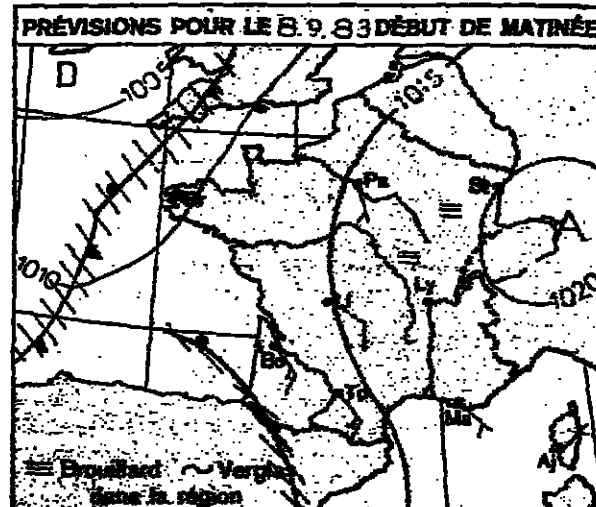 PRÉVISIONS POUR LE 8.9.83 DÉBUT DE MATINÉE
D
1005
1015
Pa
St
A
1010
1020
Ly
Bo
To
Ma
Aj
Brouillard Verglas
dans la région